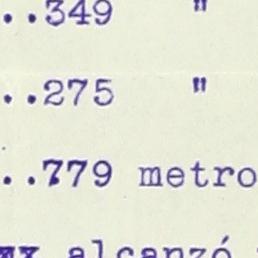 ..349 "
..275 "
..779 metro
alcanzó